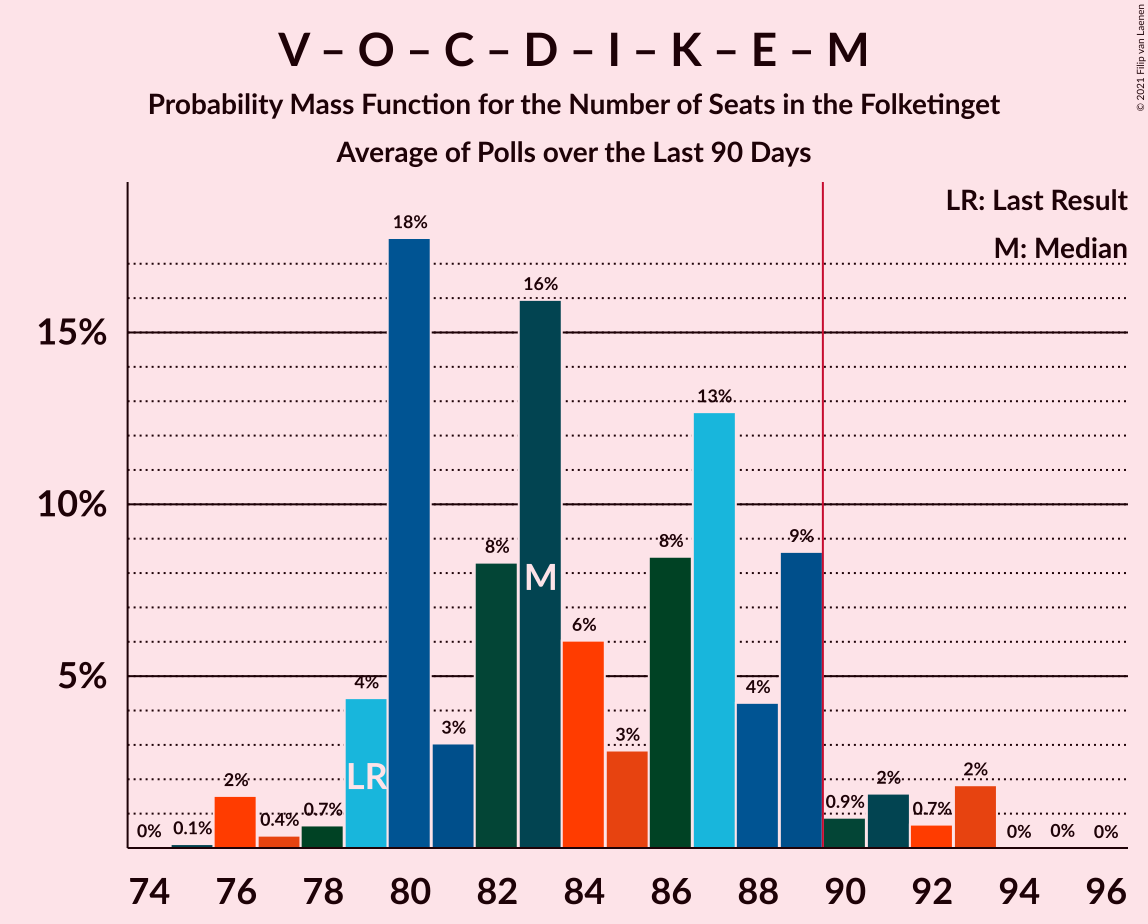 V – O – C – D – I – K – E – M
Probability Mass Function for the Number of Seats in the Folketinget
Average of Polls over the Last 90 Days
© 2021 Filip van Laenen
LR: Last Result
M: Median
15%
10%
5%
0%
0.1%
2%
0.4%
0.7%
4%
LR
18%
3%
8%
16%
M
6%
3%
8%
13%
4%
9%
0.9%
2%
0.7%
2%
0%
0%
0%
74 76 78 80 82 84 86 88 90 92 94 96